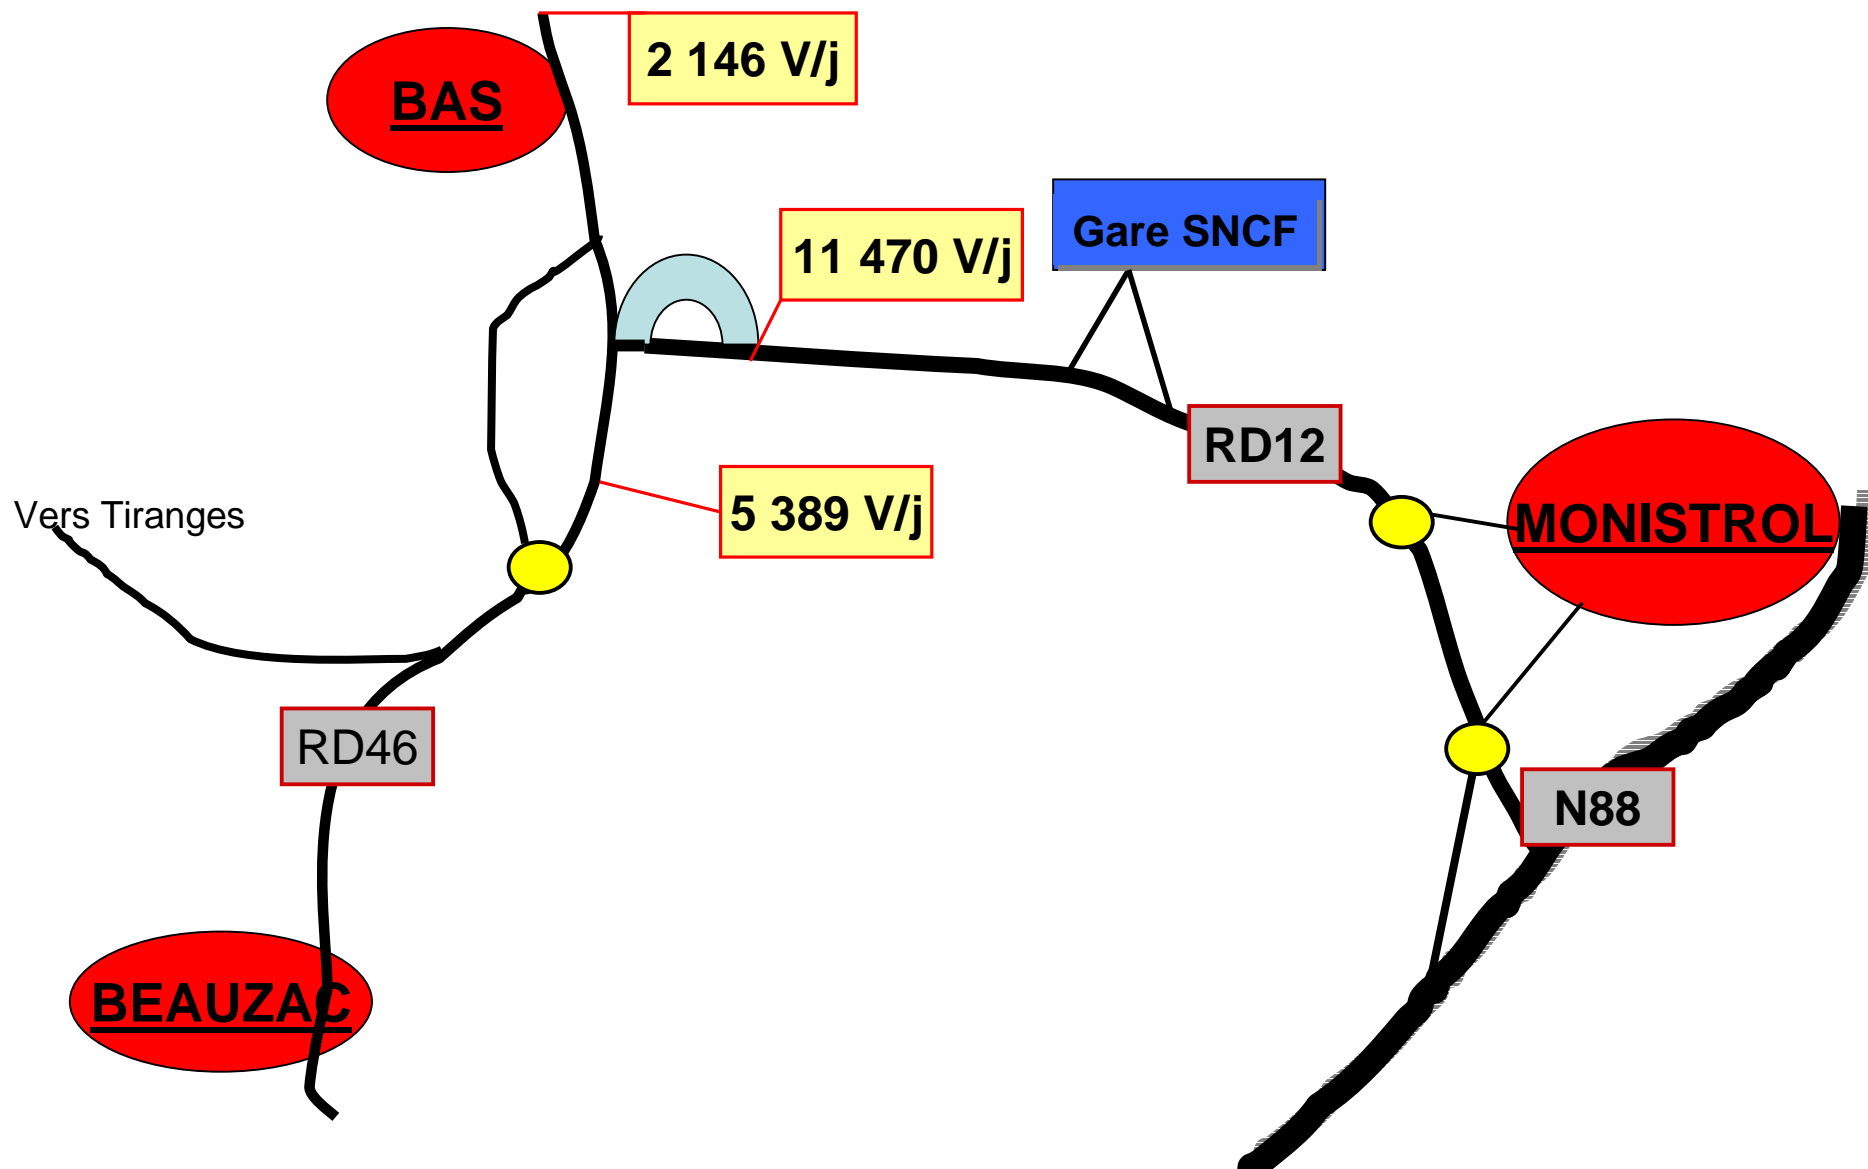 2 146 V/j
BAS
Gare SNCF
11 470 V/j
RD12
5 389 V/j
MONISTROL
Vers Tiranges
RD46
N88
BEAUZAC